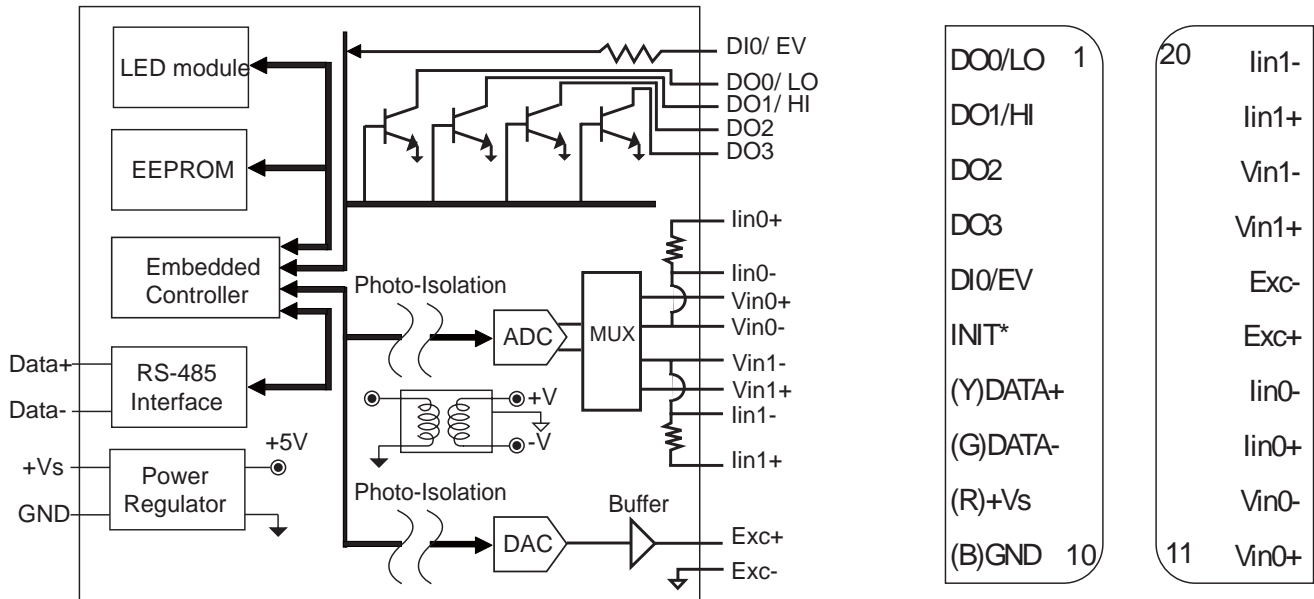 LED module
EEPROM
Embedded
Controller
Data+
Data-
RS-485
Interface
+Vs
GND
Power
Regulator
+5V
DI0/ EV
DO0/ LO
DO1/ HI
DO2
DO3
Iin0+
Iin0-
Vin0+
Vin0-
Vin1-
Vin1+
Iin1-
Iin1+
Photo-Isolation
ADC
MUX
+V
-V
Photo-Isolation
DAC
Buffer
Exc+
Exc-
DO0/LO 1
DO1/HI
DO2
DO3
DI0/EV
INIT*
(Y)DATA+
(G)DATA-
(R)+Vs
(B)GND 10
20 Iin1-
Iin1+
Vin1-
Vin1+
Exc-
Exc+
Iin0-
Iin0+
Vin0-
11 Vin0+